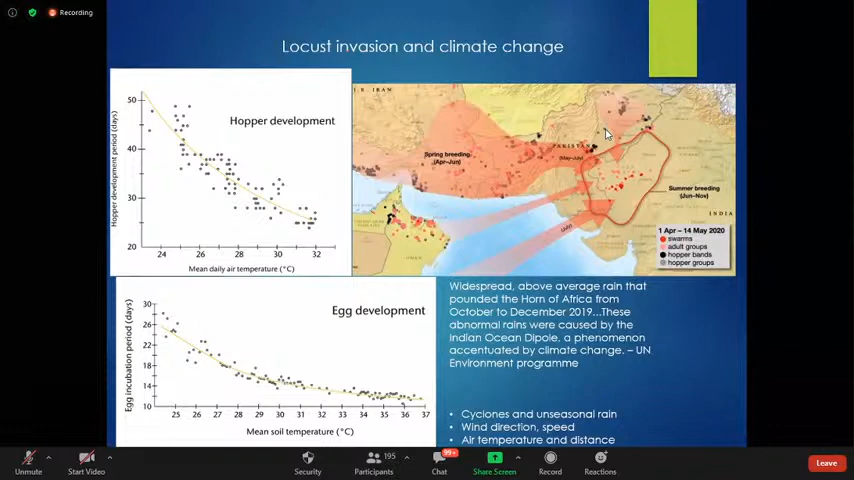 Recording
Locust invasion and climate change
Hopper development
Hopper development period (days)
50
40
30
20
24
26
28
30
32
Mean daily air temperature (°C)
I.R. IRAN
PAKISTAN
(May-July)
Spring breeding
(Apr-Jun)
Summer breeding
(Jun-Nov)
INDIA
(July)
1 Apr – 14 May 2020
swarms
adult groups
hopper bands
hopper groups
Egg development
Egg incubation period (days)
30
26
22
18
14
10
25
26
27
28
29
30
31
32
33
34
35
36
37
Mean soil temperature (°C)
Widespread, above average rain that
pounded the Horn of Africa from
October to December 2019...These
abnormal rains were caused by the
Indian Ocean Dipole, a phenomenon
accentuated by climate change. – UN
Environment programme
• Cyclones and unseasonal rain
• Wind direction, speed
• Air temperature and distance
Unmute
Start Video
Security
195
Participants
99+
Chat
Share Screen
Record
Reactions
Leave